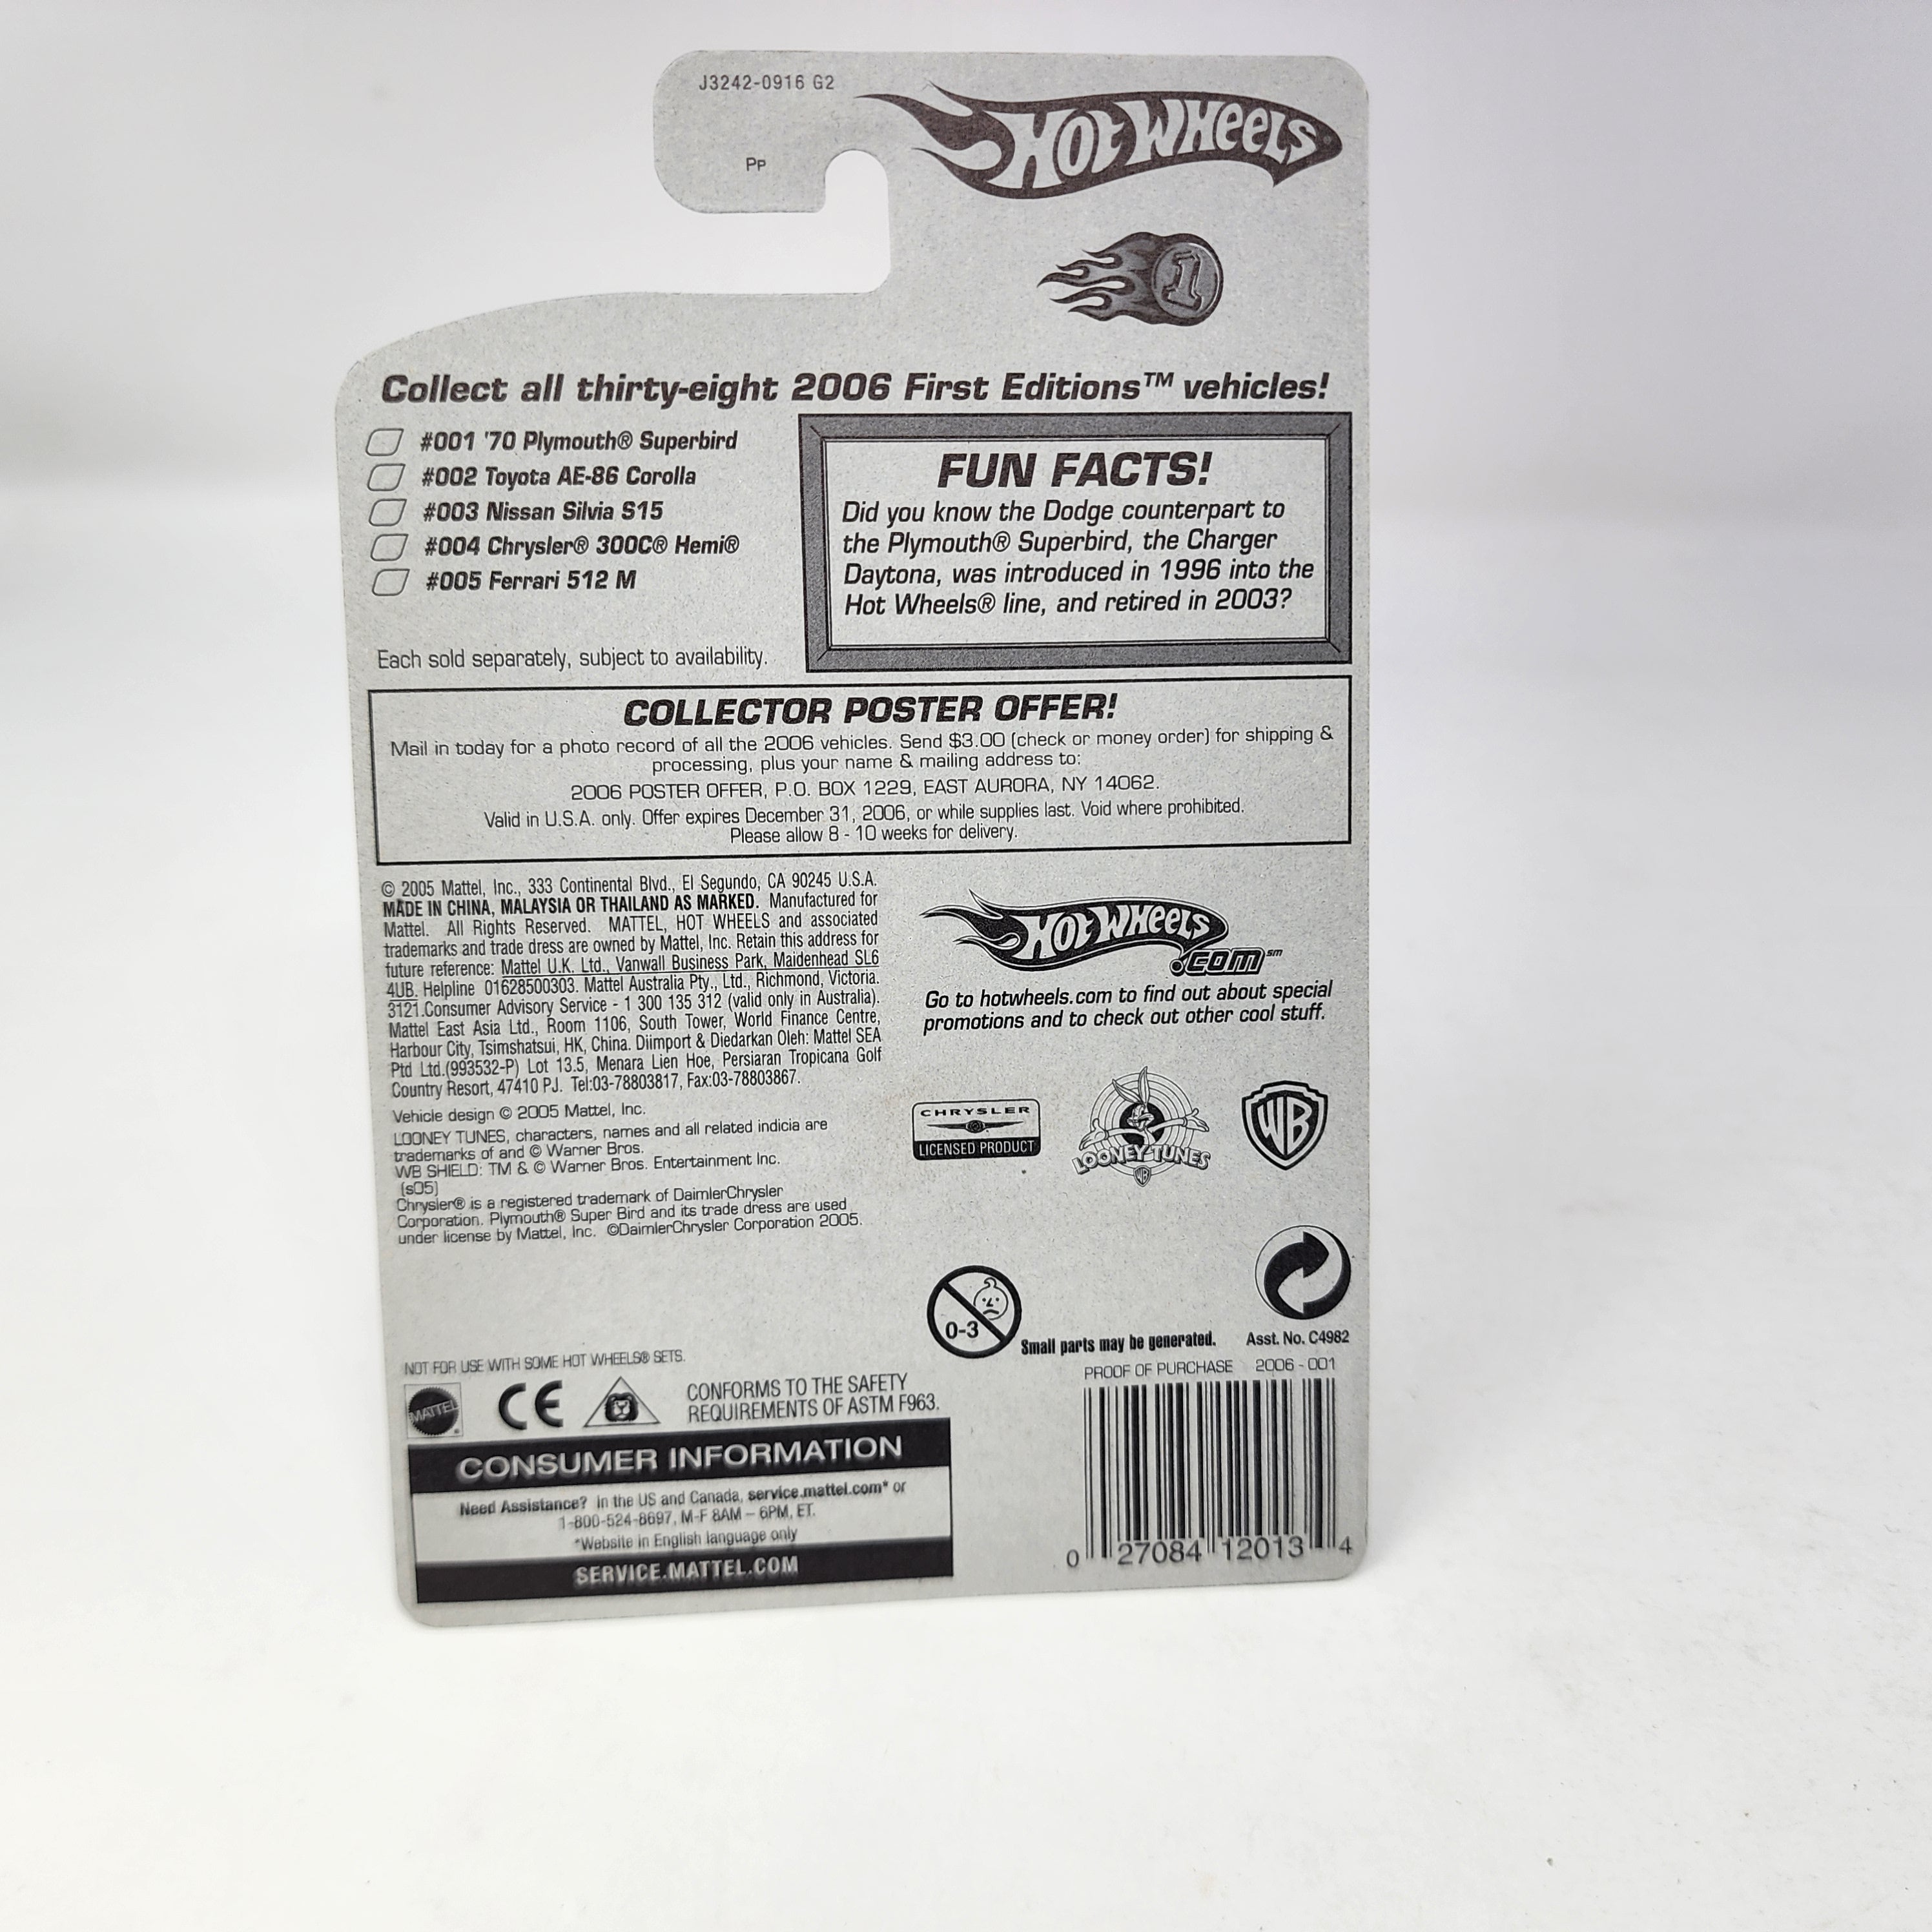 J3242-0916 G2
PP
HOT WHEELS
1
Collect all thirty-eight 2006 First Editions™ vehicles!
#001 '70 Plymouth® Superbird
#002 Toyota AE-86 Corolla
#003 Nissan Silvia S15
#004 Chrysler® 300C® Hemi®
#005 Ferrari 512 M
Each sold separately, subject to availability.
FUN FACTS!
Did you know the Dodge counterpart to
the Plymouth® Superbird, the Charger
Daytona, was introduced in 1996 into the
Hot Wheels® line, and retired in 2003?
COLLECTOR POSTER OFFER!
Mail in today for a photo record of all the 2006 vehicles. Send $3.00 (check or money order) for shipping &
processing, plus your name & mailing address to:
2006 POSTER OFFER, P.O. BOX 1229, EAST AURORA, NY 14062.
Valid in U.S.A. only. Offer expires December 31, 2006, or while supplies last. Void where prohibited.
Please allow 8 - 10 weeks for delivery.
© 2005 Mattel, Inc., 333 Continental Blvd., El Segundo, CA 90245 U.S.A.
MADE IN CHINA, MALAYSIA OR THAILAND AS MARKED. Manufactured for
Mattel. All Rights Reserved. MATTEL, HOT WHEELS and associated
trademarks and trade dress are owned by Mattel, Inc. Retain this address for
future reference: Mattel U.K. Ltd., Vanwall Business Park, Maidenhead SL6
4UB. Helpline 01628500303. Mattel Australia Pty., Ltd., Richmond, Victoria.
3121.Consumer Advisory Service - 1 300 135 312 (valid only in Australia).
Mattel East Asia Ltd., Room 1106, South Tower, World Finance Centre,
Harbour City, Tsimshatsui, HK, China. Diimport & Diedarkan Oleh: Mattel SEA
Ptd Ltd.(993532-P) Lot 13.5, Menara Lien Hoe, Persiaran Tropicana Golf
Country Resort, 47410 PJ. Tel:03-78803817, Fax:03-78803867.
Vehicle design © 2005 Mattel, Inc.
LOONEY TUNES, characters, names and all related indicia are
trademarks of and © Warner Bros.
WB SHIELD: TM & © Warner Bros. Entertainment Inc.
(s05)
Chrysler® is a registered trademark of DaimlerChrysler
Corporation. Plymouth® Super Bird and its trade dress are used
under license by Mattel, Inc. ©DaimlerChrysler Corporation 2005.
HOT WHEELS
.COM℠
Go to hotwheels.com to find out about special
promotions and to check out other cool stuff.
CHRYSLER
LICENSED PRODUCT
LOONEY TUNES
WB
WB
0-3
Small parts may be generated.
Asst. No. C4982
NOT FOR USE WITH SOME HOT WHEELS® SETS.
MATTEL
CE
CONFORMS TO THE SAFETY
REQUIREMENTS OF ASTM F963.
PROOF OF PURCHASE 2006 - 001
0 27084 12013 4
CONSUMER INFORMATION
Need Assistance? In the US and Canada, service.mattel.com* or
1-800-524-8697, M-F 8AM – 6PM, ET.
*Website in English language only
SERVICE.MATTEL.COM